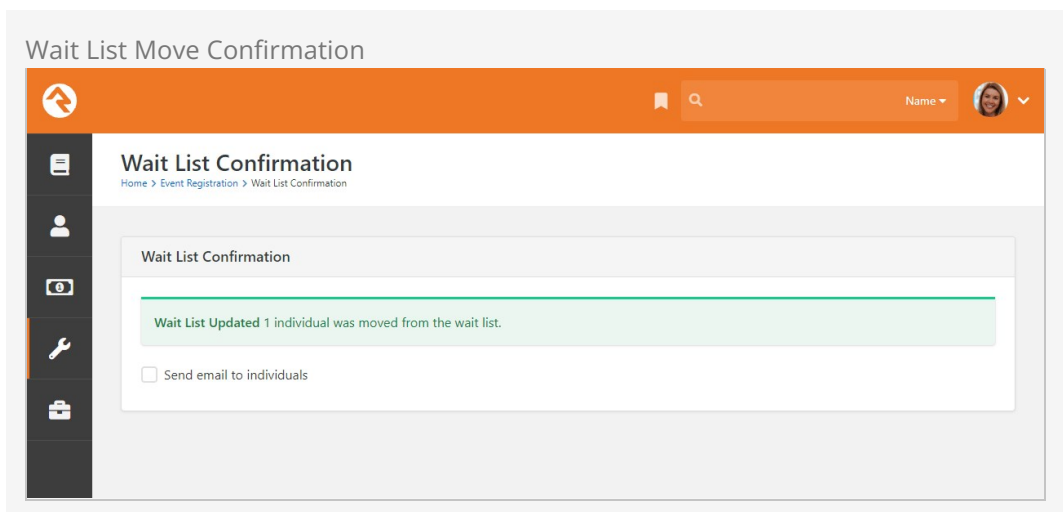 Wait List Move Confirmation
Name
Wait List Confirmation
Home > Event Registration > Wait List Confirmation
Wait List Confirmation
Wait List Updated 1 individual was moved from the wait list.
Send email to individuals